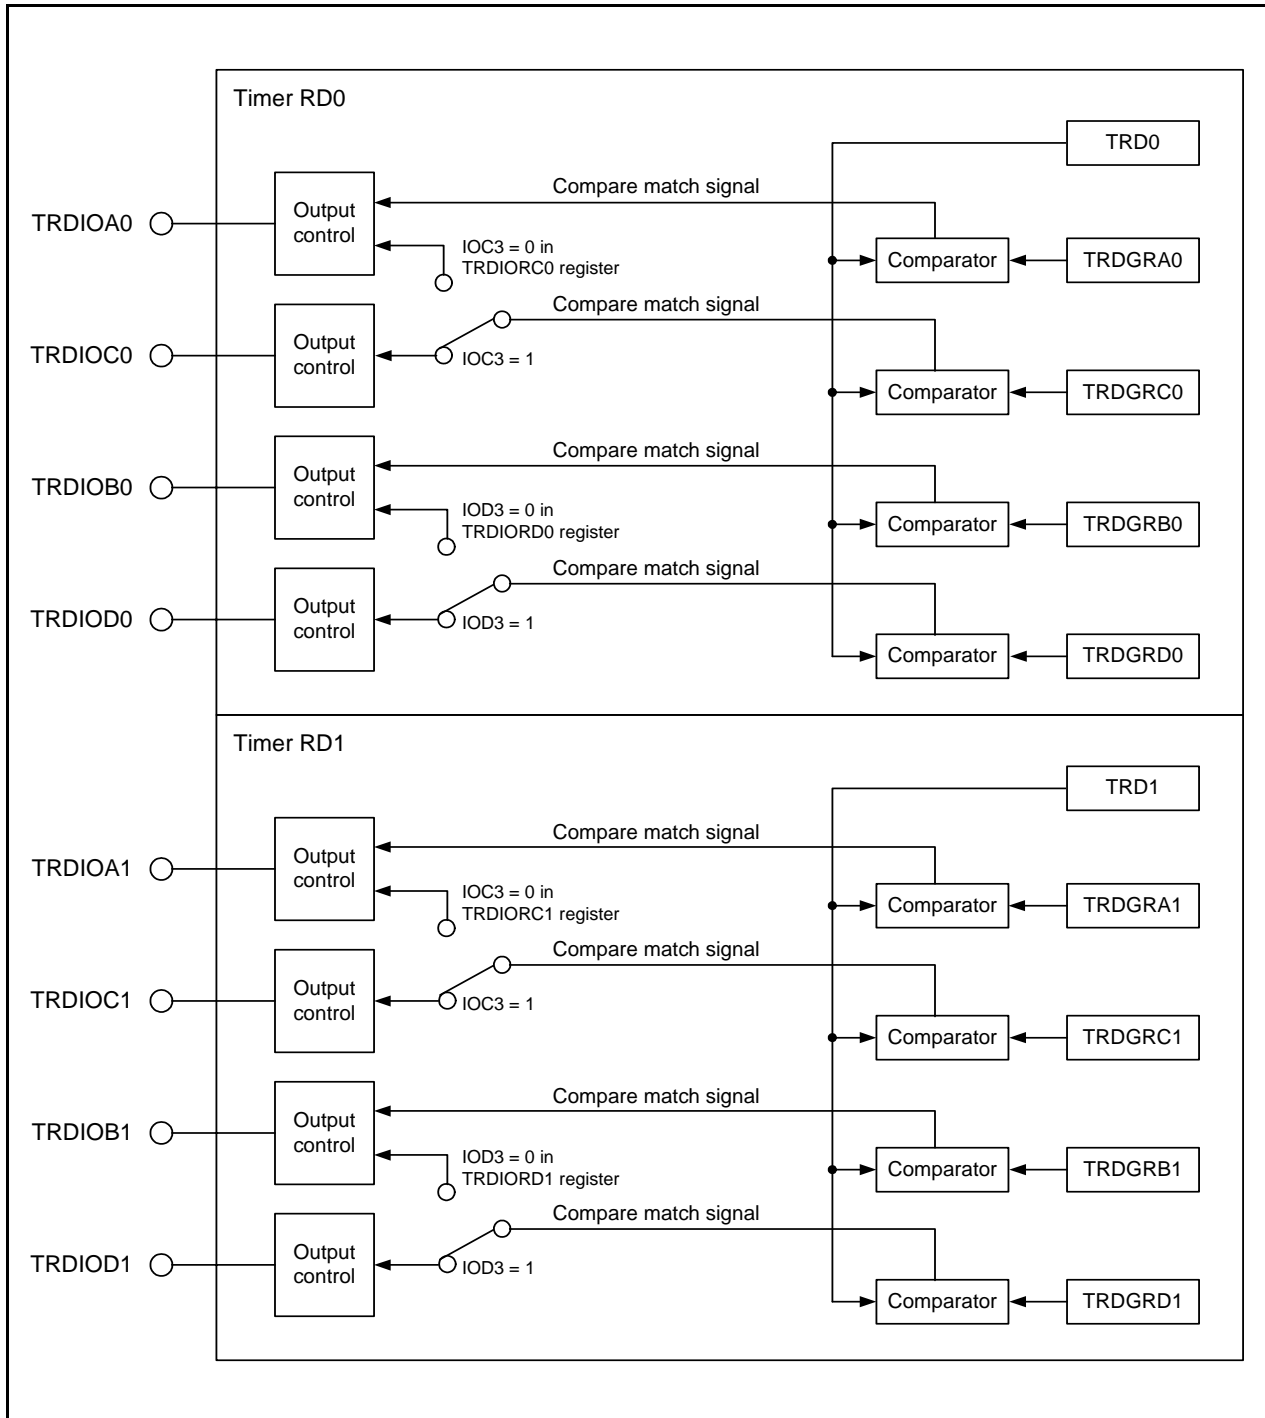 Timer RD0
TRD0
Compare match signal
TRDIOA0
Output
control
IOC3 = 0 in
TRDIORC0 register
Comparator
TRDGRA0
Compare match signal
TRDIOC0
Output
control
IOC3 = 1
Comparator
TRDGRC0
Compare match signal
TRDIOB0
Output
control
IOD3 = 0 in
TRDIORD0 register
Comparator
TRDGRB0
Compare match signal
TRDIOD0
Output
control
IOD3 = 1
Comparator
TRDGRD0
Timer RD1
TRD1
Compare match signal
TRDIOA1
Output
control
IOC3 = 0 in
TRDIORC1 register
Comparator
TRDGRA1
Compare match signal
TRDIOC1
Output
control
IOC3 = 1
Comparator
TRDGRC1
Compare match signal
TRDIOB1
Output
control
IOD3 = 0 in
TRDIORD1 register
Comparator
TRDGRB1
Compare match signal
TRDIOD1
Output
control
IOD3 = 1
Comparator
TRDGRD1